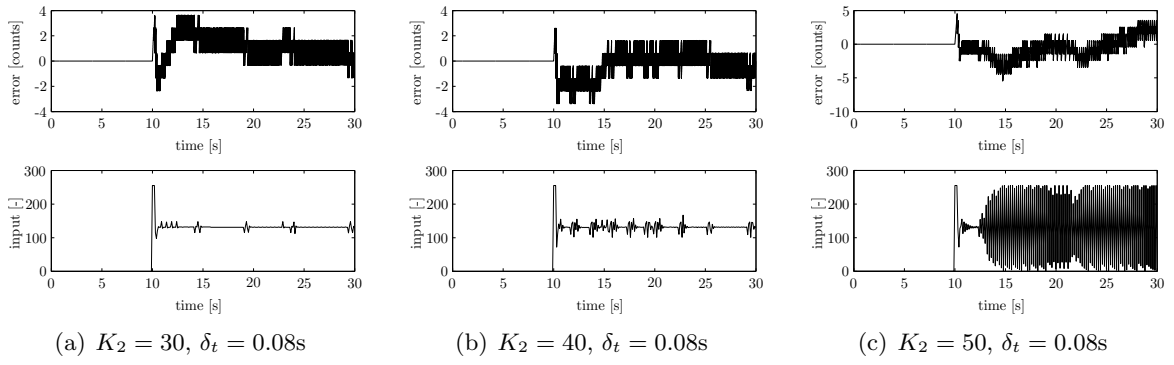 error [counts]
4
2
0
-2
-4
0 5 10 15 20 25 30
time [s]
input [-]
300
200
100
0
0 5 10 15 20 25 30
time [s]
(a) K₂ = 30, δₜ = 0.08s
error [counts]
4
2
0
-2
-4
0 5 10 15 20 25 30
time [s]
input [-]
300
200
100
0
0 5 10 15 20 25 30
time [s]
(b) K₂ = 40, δₜ = 0.08s
error [counts]
5
0
-5
-10
0 5 10 15 20 25 30
time [s]
input [-]
300
200
100
0
0 5 10 15 20 25 30
time [s]
(c) K₂ = 50, δₜ = 0.08s